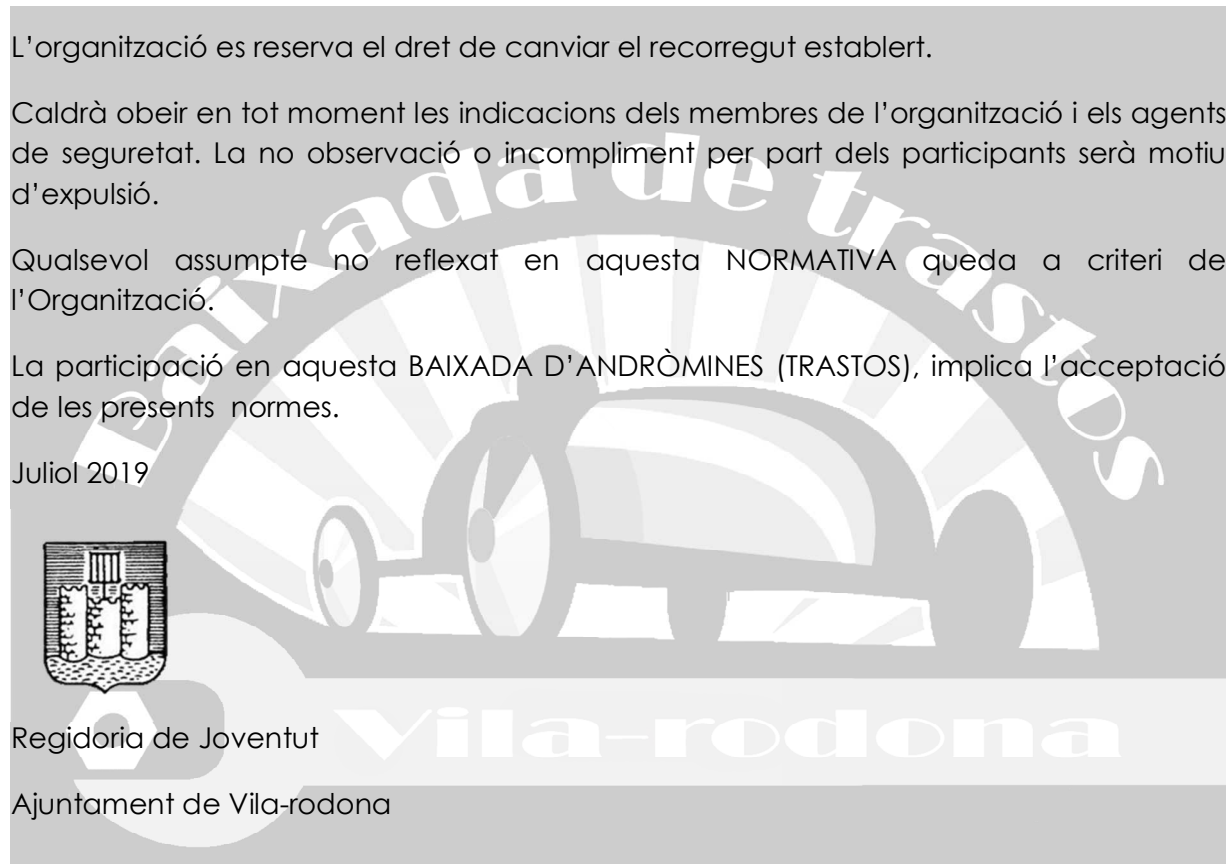 L’organització es reserva el dret de canviar el recorregut establert.
Caldrà obeir en tot moment les indicacions dels membres de l’organització i els agents
de seguretat. La no observació o incompliment per part dels participants serà motiu
d’expulsió.
Qualsevol assumpte no reflexat en aquesta NORMATIVA queda a criteri de
l’Organització.
La participació en aquesta BAIXADA D’ANDRÒMINES (TRASTOS), implica l’acceptació
de les presents  normes.
Juliol 2019
Regidoria de Joventut
Ajuntament de Vila-rodona
Baixada de trastos
Vila-rodona